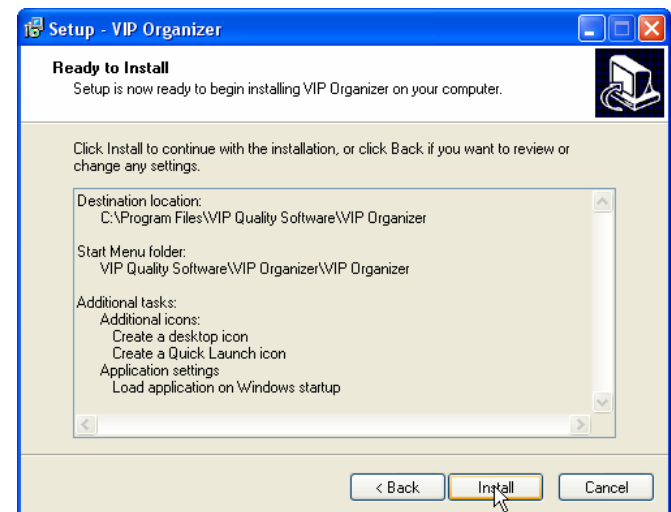 Setup - VIP Organizer
Ready to Install
Setup is now ready to begin installing VIP Organizer on your computer.
Click Install to continue with the installation, or click Back if you want to review or
change any settings.
Destination location:
C:\Program Files\VIP Quality Software\VIP Organizer
Start Menu folder:
VIP Quality Software\VIP Organizer\VIP Organizer
Additional tasks:
Additional icons:
Create a desktop icon
Create a Quick Launch icon
Application settings
Load application on Windows startup
< Back Install Cancel